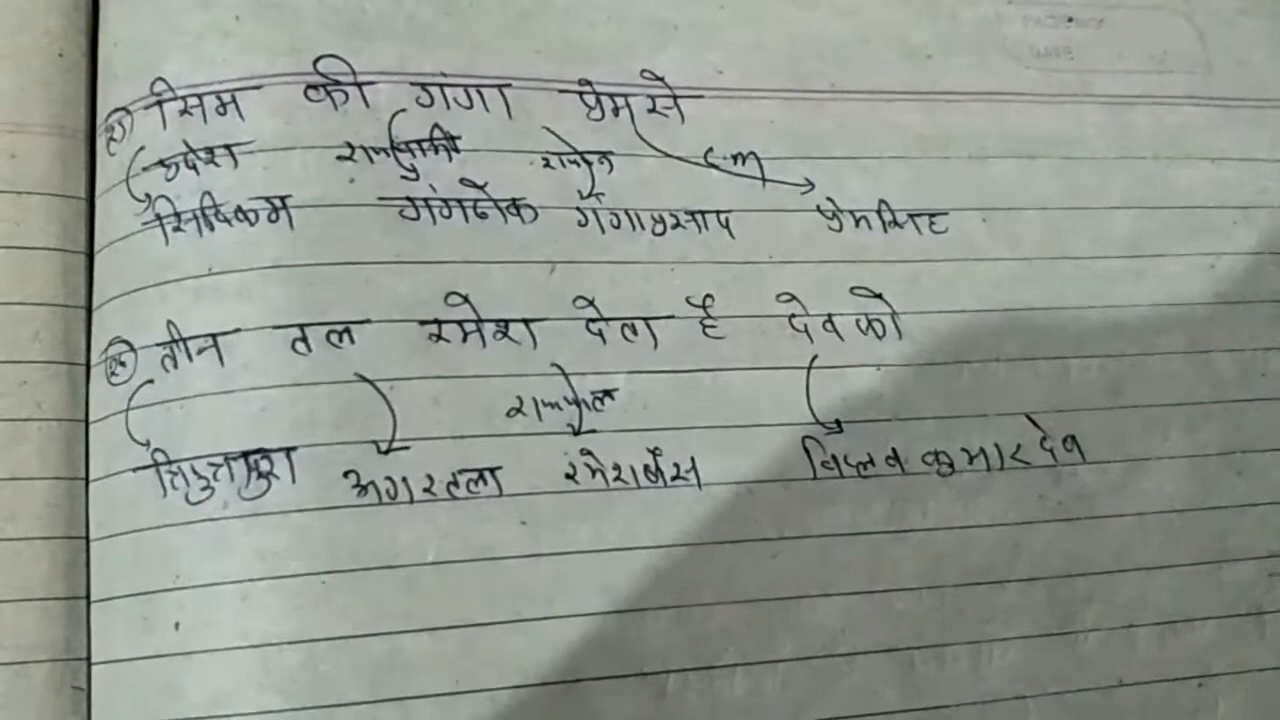 सिम की गंगा प्रेम से
प्रदेश राजधानी राज्यपाल C.M
सिक्किम गंगटोक गंगाप्रसाद प्रेमसिंह
तीन तल रमेश देता है देव को
राज्यपाल
अगरतला रमेश बैंस विप्लव कुमार देव